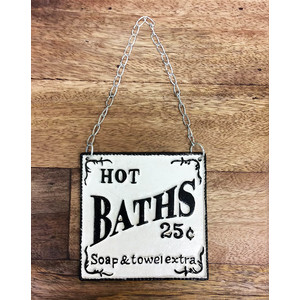 HOT
BATHS
25¢
Soap & towel extra